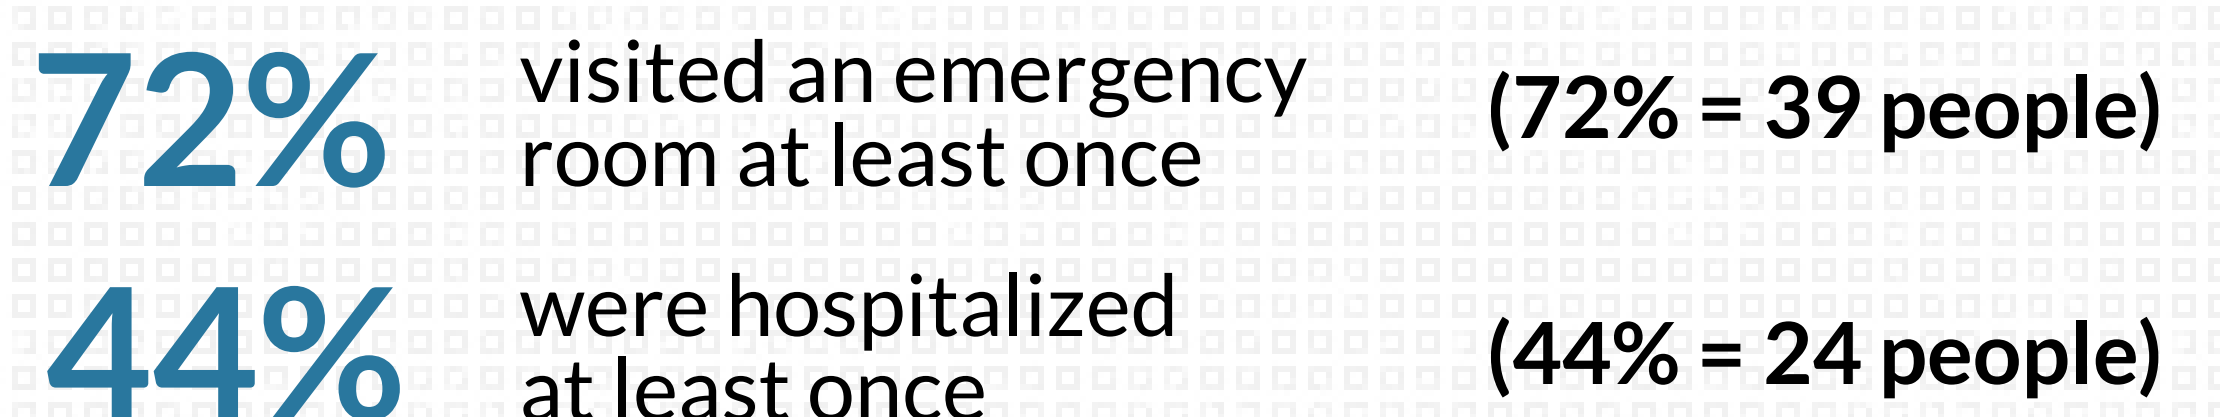 72%
visited an emergency
room at least once
(72% = 39 people)
44%
were hospitalized
at least once
(44% = 24 people)